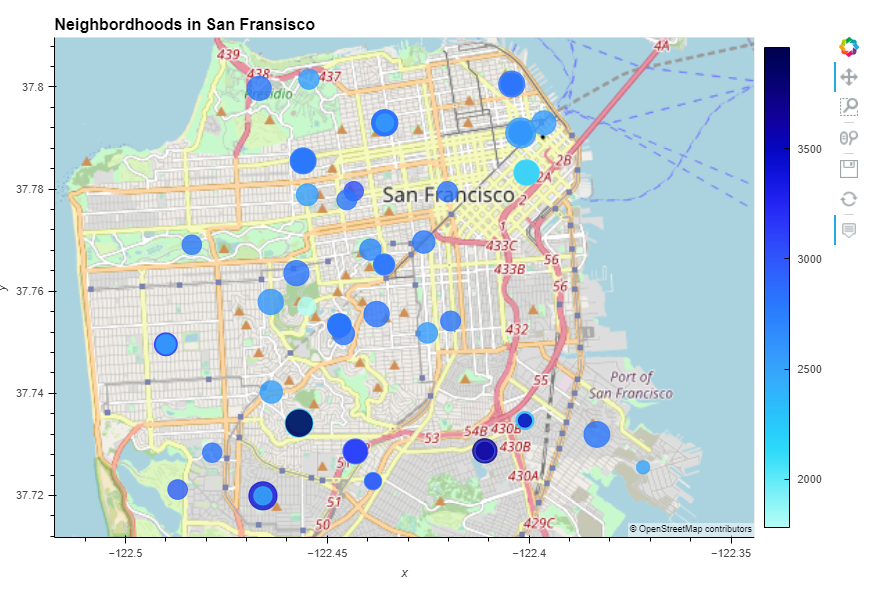 Neighbordhoods in San Fransisco
439
438
437
4A
Presidio
37.8
3500
2B
2A
37.78
San Francisco
2
1
433C
56
433B
3000
y
37.76
56
432
2500
55
37.74
Port of
San Francisco
54B
430B
53
430B
51
430A
2000
37.72
51
50
429C
© OpenStreetMap contributors
−122.5
−122.45
−122.4
−122.35
x